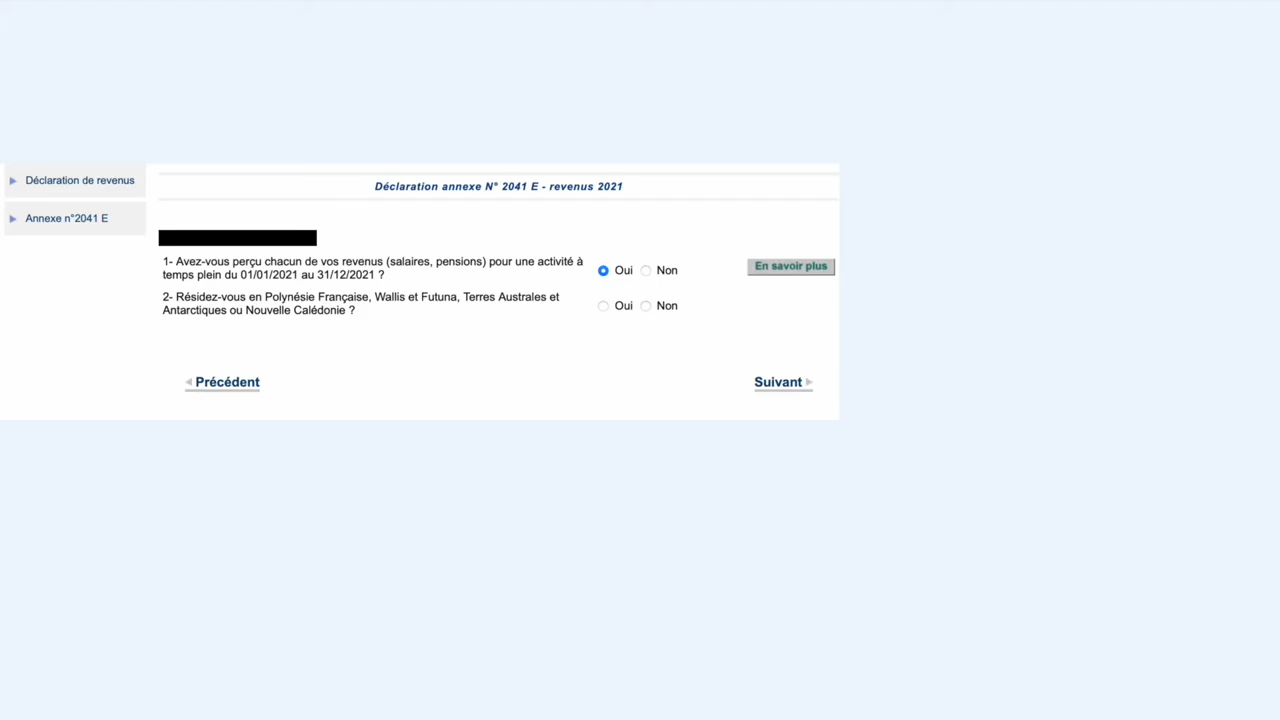 Déclaration de revenus
Annexe n°2041 E
Déclaration annexe N° 2041 E - revenus 2021
1- Avez-vous perçu chacun de vos revenus (salaires, pensions) pour une activité à
temps plein du 01/01/2021 au 31/12/2021 ?
Oui Non
En savoir plus
2- Résidez-vous en Polynésie Française, Wallis et Futuna, Terres Australes et
Antarctiques ou Nouvelle Calédonie ?
Oui Non
Précédent
Suivant